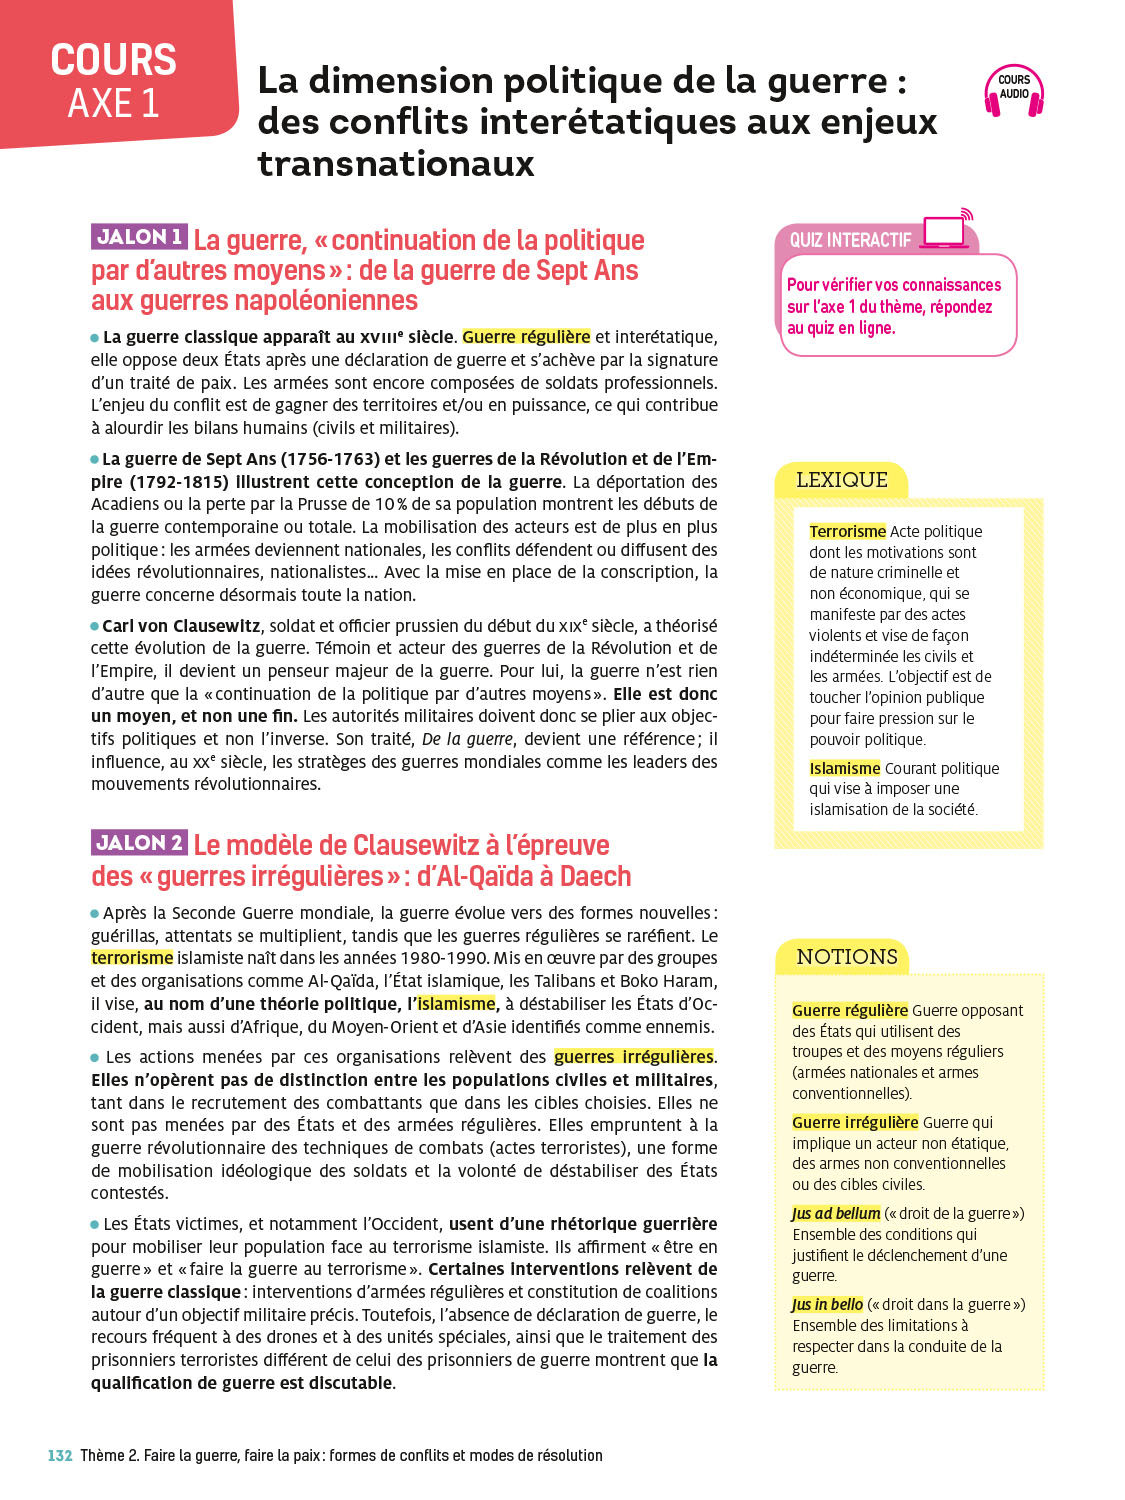 COURS
AXE 1
La dimension politique de la guerre :
des conflits interétatiques aux enjeux
transnationaux
COURS
AUDIO
JALON 1 La guerre, « continuation de la politique
par d’autres moyens » : de la guerre de Sept Ans
aux guerres napoléoniennes
• La guerre classique apparaît au XVIIIe siècle. Guerre régulière et interétatique,
elle oppose deux États après une déclaration de guerre et s’achève par la signature
d’un traité de paix. Les armées sont encore composées de soldats professionnels.
L’enjeu du conflit est de gagner des territoires et/ou en puissance, ce qui contribue
à alourdir les bilans humains (civils et militaires).
• La guerre de Sept Ans (1756-1763) et les guerres de la Révolution et de l’Em-
pire (1792-1815) illustrent cette conception de la guerre. La déportation des
Acadiens ou la perte par la Prusse de 10 % de sa population montrent les débuts de
la guerre contemporaine ou totale. La mobilisation des acteurs est de plus en plus
politique : les armées deviennent nationales, les conflits défendent ou diffusent des
idées révolutionnaires, nationalistes... Avec la mise en place de la conscription, la
guerre concerne désormais toute la nation.
• Carl von Clausewitz, soldat et officier prussien du début du XIXe siècle, a théorisé
cette évolution de la guerre. Témoin et acteur des guerres de la Révolution et de
l’Empire, il devient un penseur majeur de la guerre. Pour lui, la guerre n’est rien
d’autre que la « continuation de la politique par d’autres moyens ». Elle est donc
un moyen, et non une fin. Les autorités militaires doivent donc se plier aux objec-
tifs politiques et non l’inverse. Son traité, De la guerre, devient une référence ; il
influence, au XXe siècle, les stratèges des guerres mondiales comme les leaders des
mouvements révolutionnaires.
JALON 2 Le modèle de Clausewitz à l’épreuve
des « guerres irrégulières » : d’Al-Qaïda à Daech
• Après la Seconde Guerre mondiale, la guerre évolue vers des formes nouvelles :
guérillas, attentats se multiplient, tandis que les guerres régulières se raréfient. Le
terrorisme islamiste naît dans les années 1980-1990. Mis en œuvre par des groupes
et des organisations comme Al-Qaïda, l’État islamique, les Talibans et Boko Haram,
il vise, au nom d’une théorie politique, l’islamisme, à déstabiliser les États d’Oc-
cident, mais aussi d’Afrique, du Moyen-Orient et d’Asie identifiés comme ennemis.
• Les actions menées par ces organisations relèvent des guerres irrégulières.
Elles n’opèrent pas de distinction entre les populations civiles et militaires,
tant dans le recrutement des combattants que dans les cibles choisies. Elles ne
sont pas menées par des États et des armées régulières. Elles empruntent à la
guerre révolutionnaire des techniques de combats (actes terroristes), une forme
de mobilisation idéologique des soldats et la volonté de déstabiliser des États
contestés.
• Les États victimes, et notamment l’Occident, usent d’une rhétorique guerrière
pour mobiliser leur population face au terrorisme islamiste. Ils affirment « être en
guerre » et « faire la guerre au terrorisme ». Certaines interventions relèvent de
la guerre classique : interventions d’armées régulières et constitution de coalitions
autour d’un objectif militaire précis. Toutefois, l’absence de déclaration de guerre, le
recours fréquent à des drones et à des unités spéciales, ainsi que le traitement des
prisonniers terroristes différent de celui des prisonniers de guerre montrent que la
qualification de guerre est discutable.
QUIZ INTERACTIF
Pour vérifier vos connaissances
sur l’axe 1 du thème, répondez
au quiz en ligne.
LEXIQUE
Terrorisme Acte politique
dont les motivations sont
de nature criminelle et
non économique, qui se
manifeste par des actes
violents et vise de façon
indéterminée les civils et
les armées. L’objectif est de
toucher l’opinion publique
pour faire pression sur le
pouvoir politique.
Islamisme Courant politique
qui vise à imposer une
islamisation de la société.
NOTIONS
Guerre régulière Guerre opposant
des États qui utilisent des
troupes et des moyens réguliers
(armées nationales et armes
conventionnelles).
Guerre irrégulière Guerre qui
implique un acteur non étatique,
des armes non conventionnelles
ou des cibles civiles.
Jus ad bellum (« droit de la guerre »)
Ensemble des conditions qui
justifient le déclenchement d’une
guerre.
Jus in bello (« droit dans la guerre »)
Ensemble des limitations à
respecter dans la conduite de la
guerre.
132 Thème 2. Faire la guerre, faire la paix : formes de conflits et modes de résolution